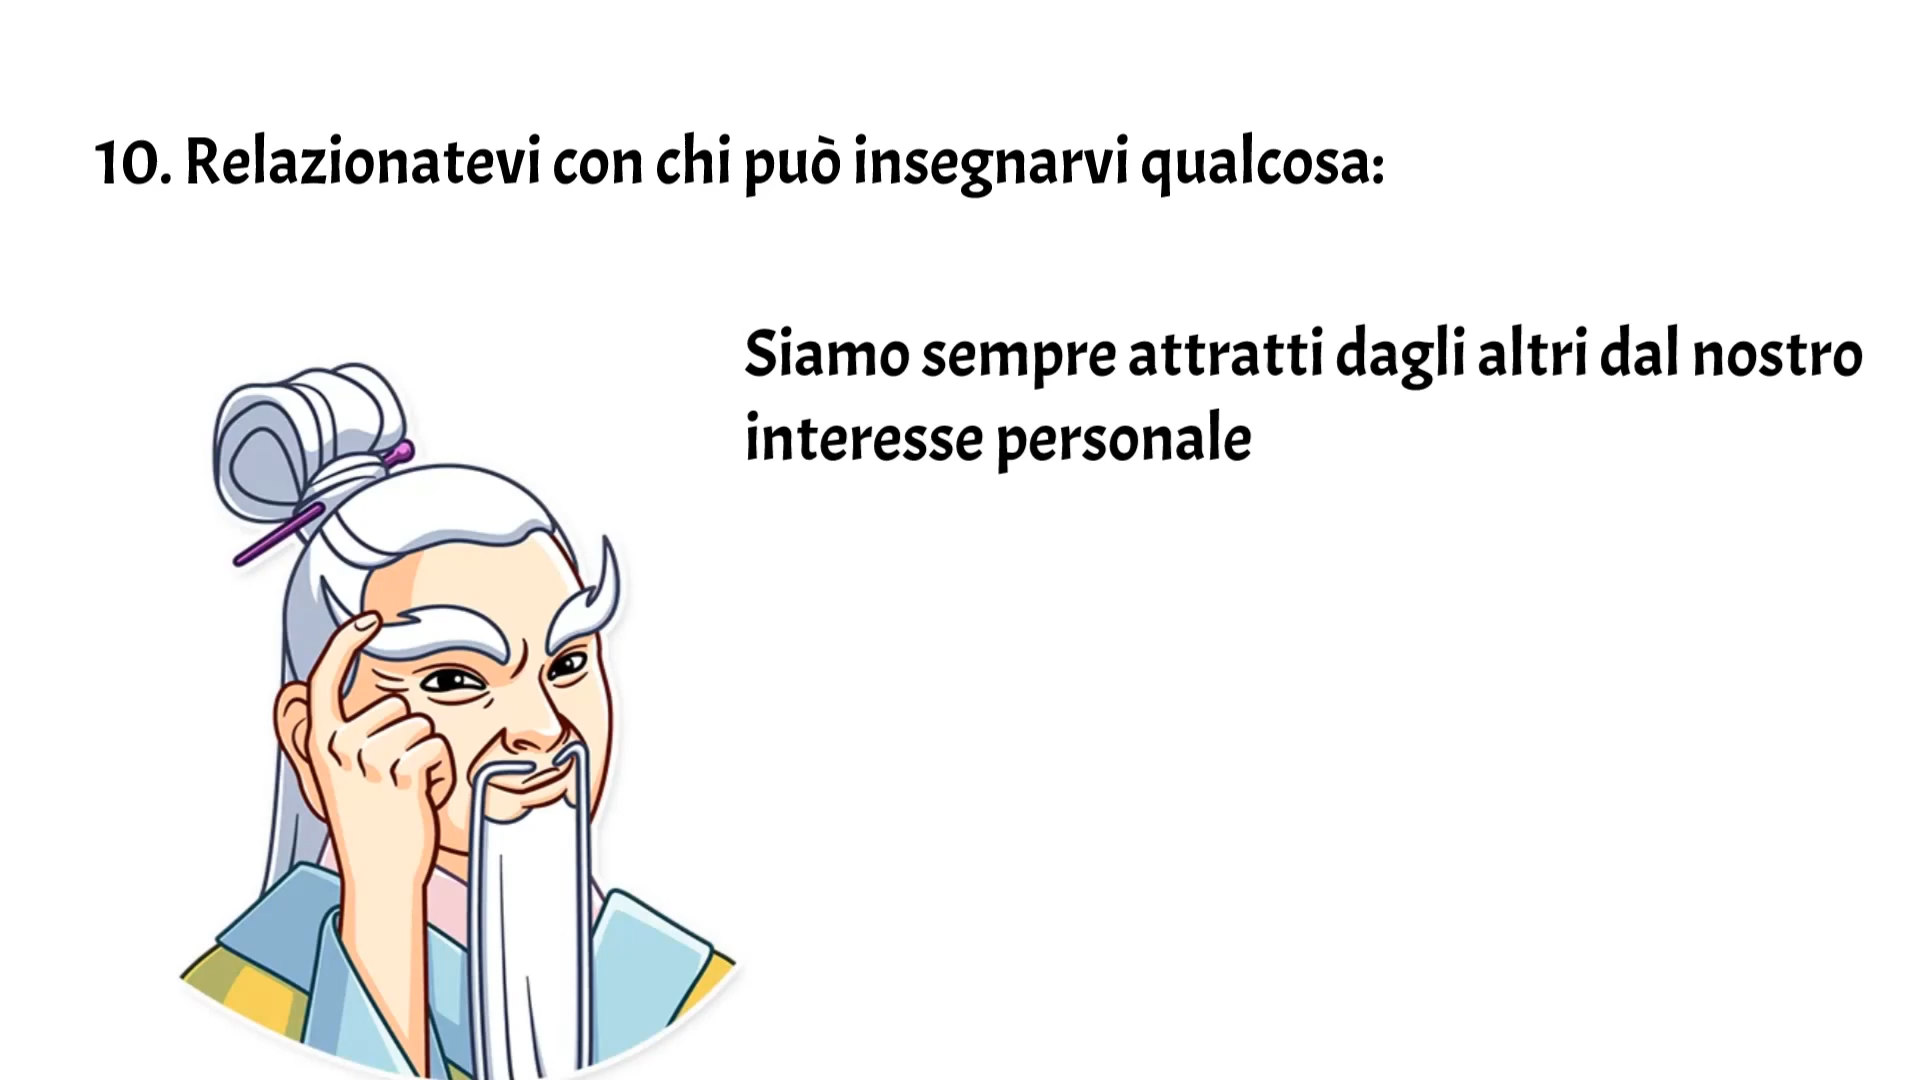 10. Relazionatevi con chi può insegnarvi qualcosa:
Siamo sempre attratti dagli altri dal nostro
interesse personale